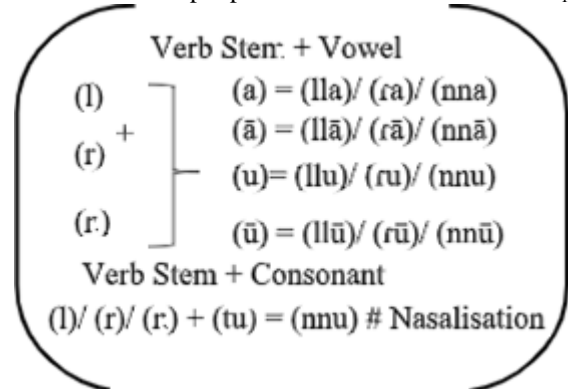 Verb Stem + Vowel
(l) (a) = (lla)/ (ɾa)/ (nna)
+ (ā) = (llā)/ (ɾā)/ (nnā)
(r) (u)= (llu)/ (ɾu)/ (nnu)
(r.) (ū) = (llū)/ (ɾū)/ (nnū)
Verb Stem + Consonant
(l)/ (r)/ (r.) + (tu) = (nnu) # Nasalisation